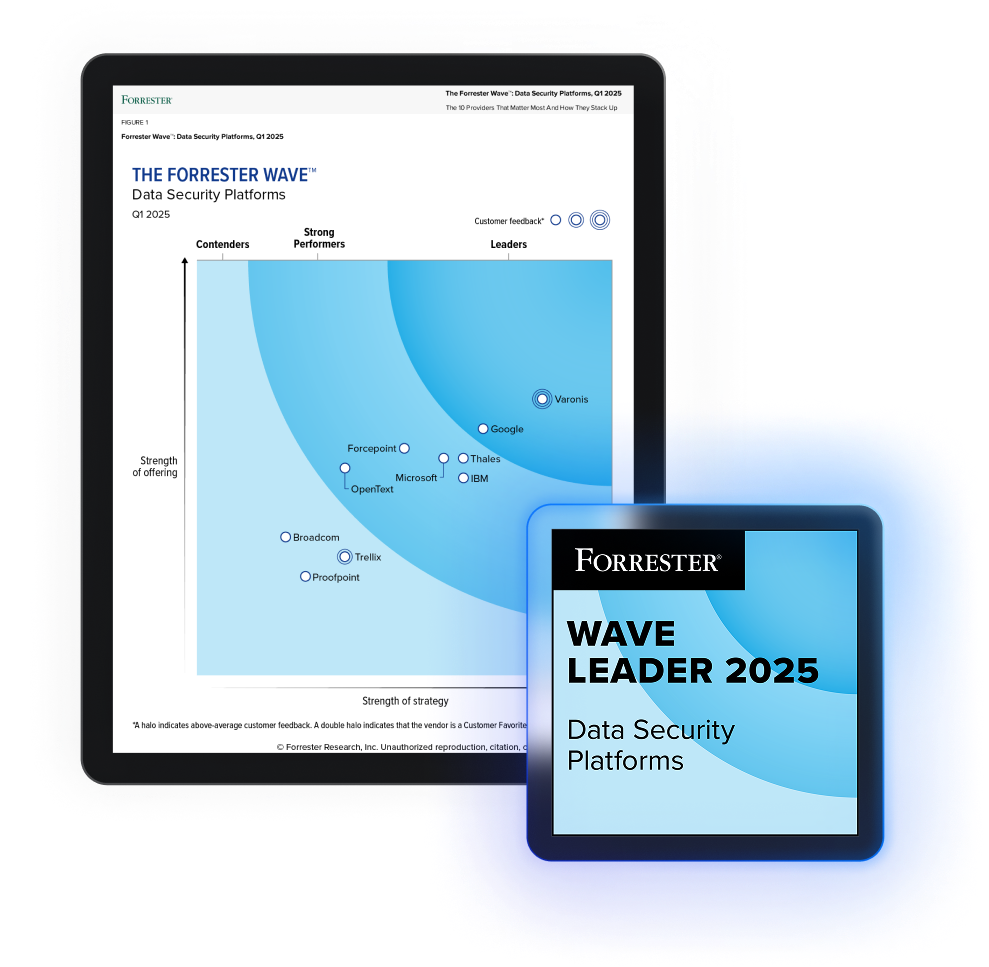 FORRESTER®
The Forrester Wave™: Data Security Platforms, Q1 2025
The 10 Providers That Matter Most And How They Stack Up
FIGURE 1
Forrester Wave™: Data Security Platforms, Q1 2025
THE FORRESTER WAVE™
Data Security Platforms
Q1 2025
Customer feedback*
Contenders
Strong
Performers
Leaders
Strength
of offering
Varonis
Google
Forcepoint
Thales
Microsoft
IBM
OpenText
Broadcom
Trellix
Proofpoint
Strength of strategy
*A halo indicates above-average customer feedback. A double halo indicates that the vendor is a Customer Favorite
© Forrester Research, Inc. Unauthorized reproduction, citation,
FORRESTER®
WAVE
LEADER 2025
Data Security
Platforms